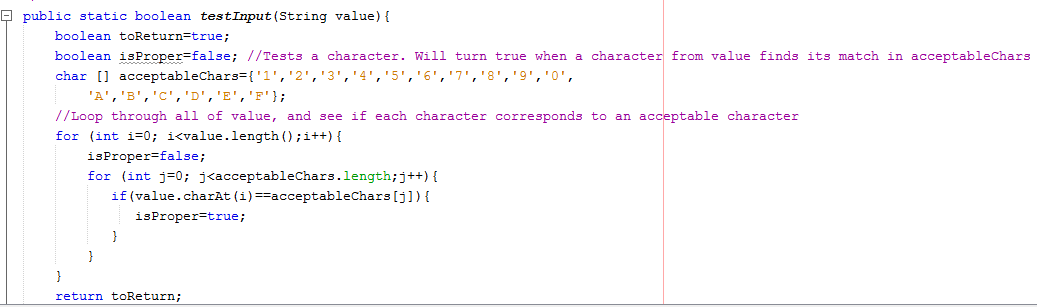 public static boolean testInput(String value){
boolean toReturn=true;
boolean isProper=false; //Tests a character. Will turn true when a character from value finds its match in acceptableChars
char [] acceptableChars={'1','2','3','4','5','6','7','8','9','0',
'A','B','C','D','E','F'};
//Loop through all of value, and see if each character corresponds to an acceptable character
for (int i=0; i<value.length();i++){
isProper=false;
for (int j=0; j<acceptableChars.length;j++){
if(value.charAt(i)==acceptableChars[j]){
isProper=true;
}
}
}
return toReturn;